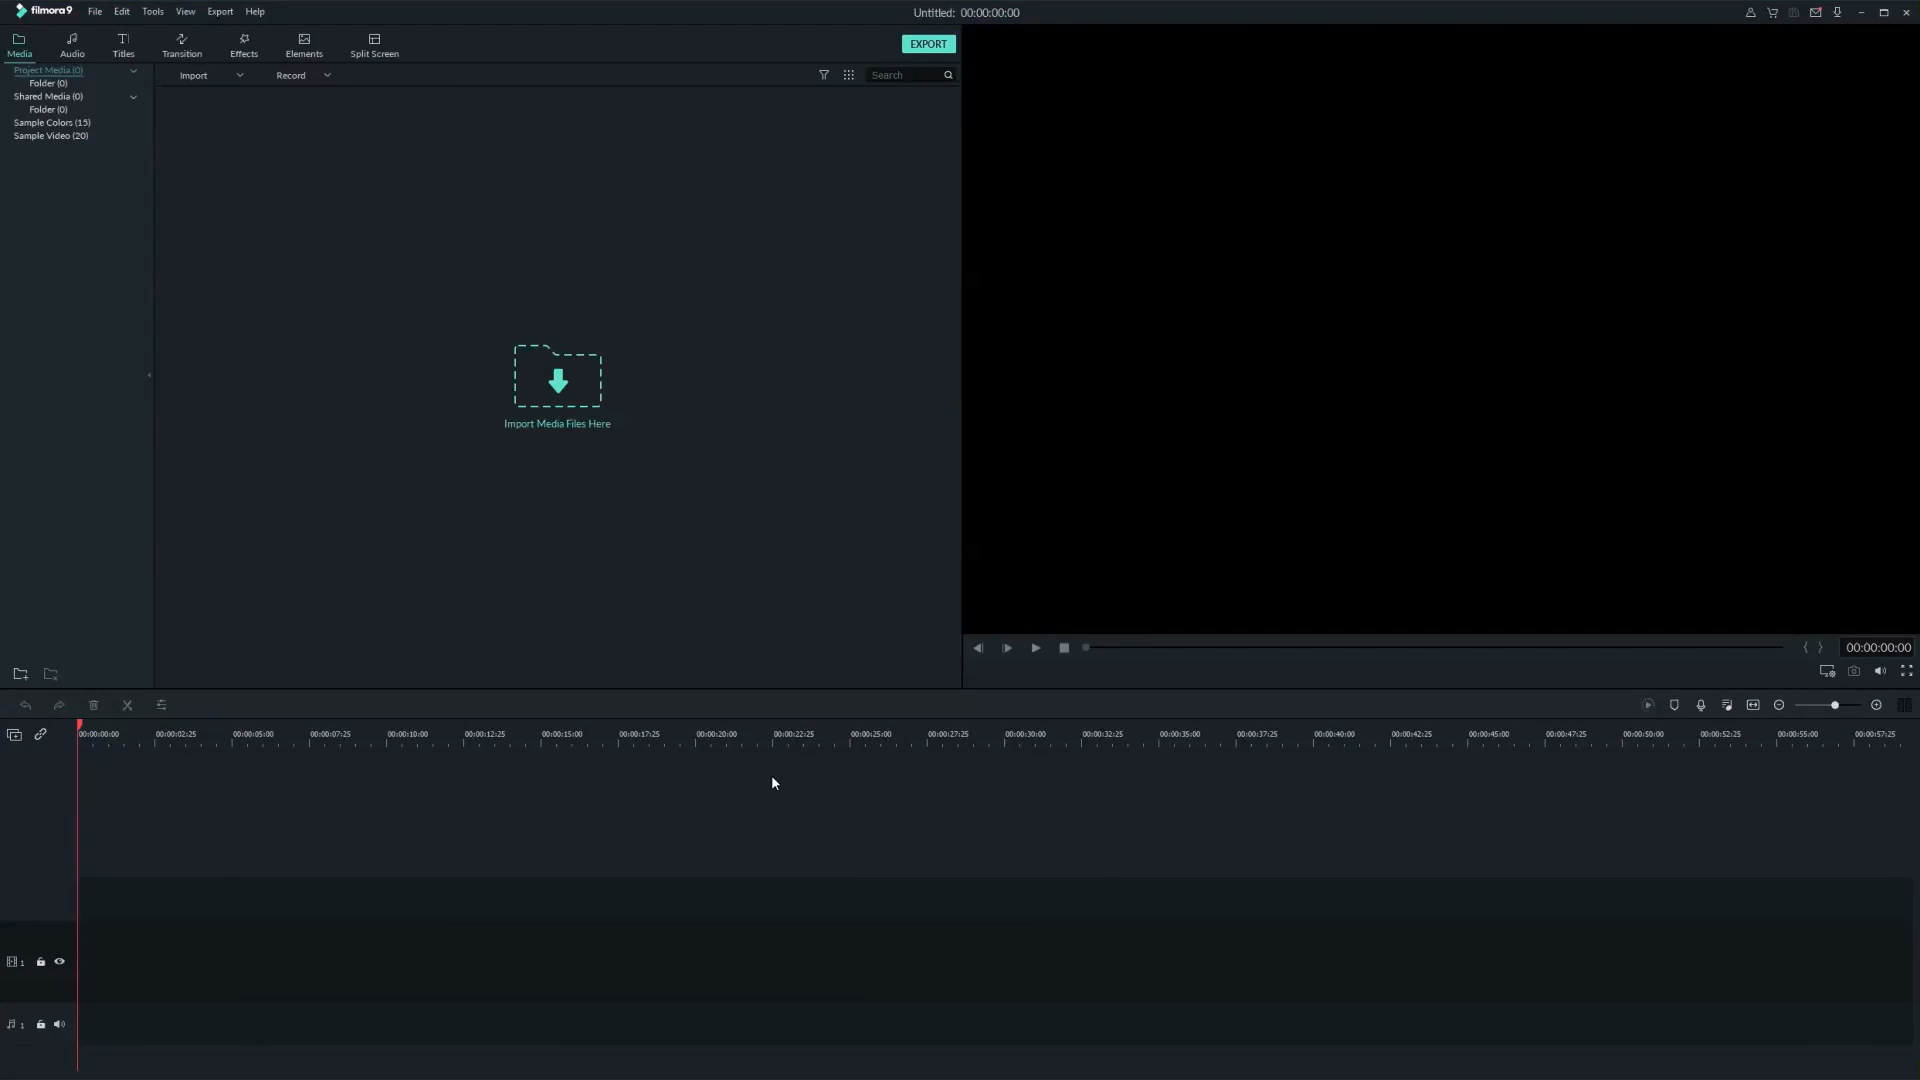 filmora9 File Edit Tools View Export Help
Untitled: 00:00:00:00
Media Audio Titles Transition Effects Elements Split Screen
EXPORT
Project Media (0)
Folder (0)
Shared Media (0)
Folder (0)
Sample Colors (15)
Sample Video (20)
Import Record Search
Import Media Files Here
{ } 00:00:00:00
00:00:00:00 00:00:02:25 00:00:05:00 00:00:07:25 00:00:10:00 00:00:12:25 00:00:15:00 00:00:17:25 00:00:20:00 00:00:22:25 00:00:25:00 00:00:27:25 00:00:30:00 00:00:32:25 00:00:35:00 00:00:37:25 00:00:40:00 00:00:42:25 00:00:45:00 00:00:47:25 00:00:50:00 00:00:52:25 00:00:55:00 00:00:57:25
1
1